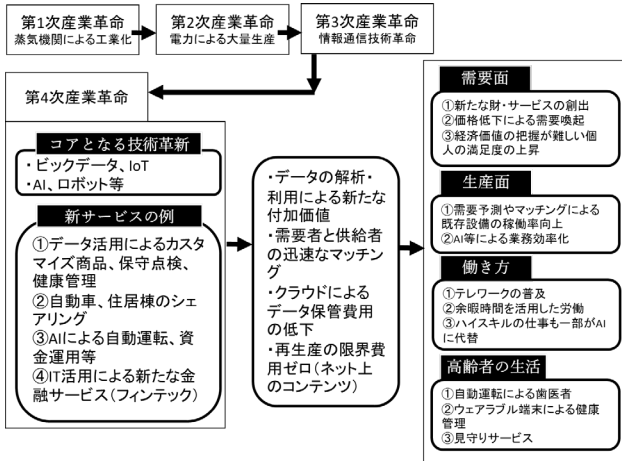 第1次産業革命
蒸気機関による工業化
第2次産業革命
電力による大量生産
第3次産業革命
情報通信技術革命
第4次産業革命
コアとなる技術革新
・ビックデータ、IoT
・AI、ロボット等
新サービスの例
①データ活用によるカスタ
マイズ商品、保守点検、
健康管理
②自動車、住居棟のシェ
アリング
③AIによる自動運転、資
金運用等
④IT活用による新たな金
融サービス(フィンテック)
・データの解析・
利用による新たな
付加価値
・需要者と供給者
の迅速なマッチン
グ
・クラウドによる
データ保管費用
の低下
・再生産の限界費
用ゼロ(ネット上
のコンテンツ)
需要面
①新たな財・サービスの創出
②価格低下による需要喚起
③経済価値の把握が難しい個
人の満足度の上昇
生産面
①需要予測やマッチングによる
既存設備の稼働率向上
②AI等による業務効率化
働き方
①テレワークの普及
②余暇時間を活用した労働
③ハイスキルの仕事も一部がAI
に代替
高齢者の生活
①自動運転による歯医者
②ウェアラブル端末による健康
管理
③見守りサービス